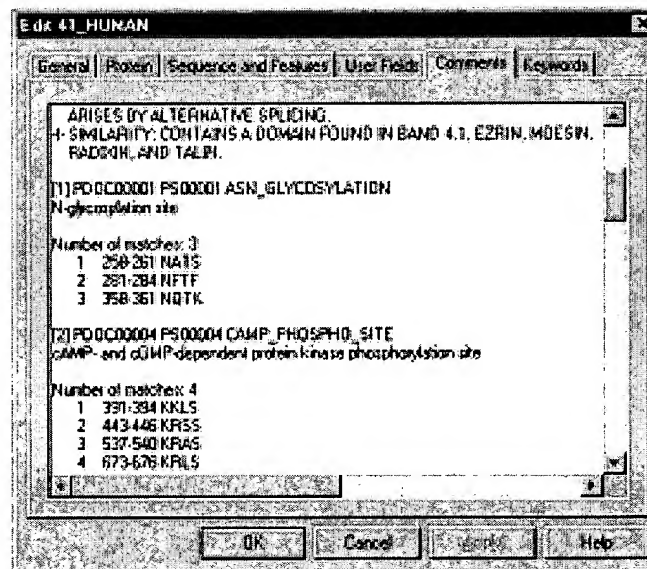 Edit 41_HUMAN
General Protein Sequence and Features User Fields Comments Keywords
ARISES BY ALTERNATIVE SPLICING.
-!- SIMILARITY: CONTAINS A DOMAIN FOUND IN BAND 4.1, EZRIN, MOESIN,
RADIXIN, AND TALIN.
[1] PDOC00001 PS00001 ASN_GLYCOSYLATION
N-glycosylation site
Number of matches: 3
1 258-261 NATS
2 281-284 NFTF
3 358-361 NQTK
[2] PDOC00004 PS00004 CAMP_PHOSPHO_SITE
cAMP- and cGMP-dependent protein kinase phosphorylation site
Number of matches: 4
1 391-394 KKLS
2 443-446 KRSS
3 537-540 KRAS
4 673-676 KRLS
OK Cancel Apply Help